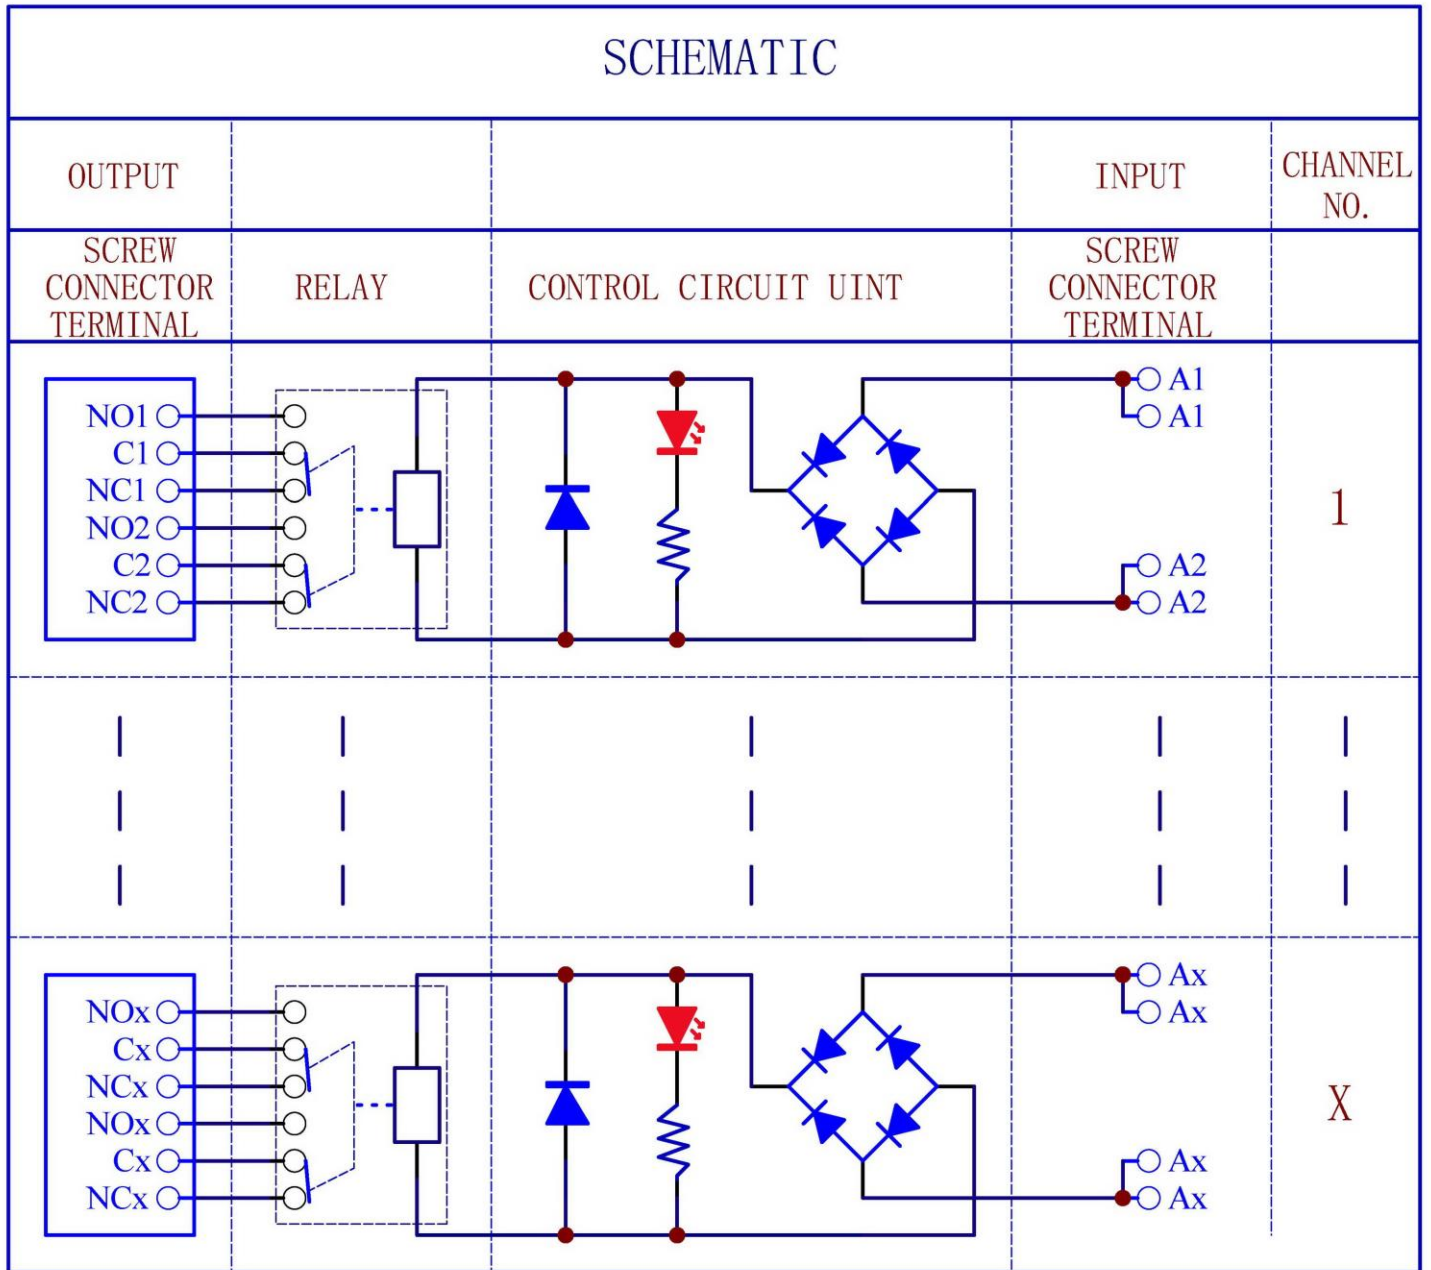 SCHEMATIC
OUTPUT
INPUT
CHANNEL
NO.
SCREW
CONNECTOR
TERMINAL
RELAY
CONTROL CIRCUIT UINT
SCREW
CONNECTOR
TERMINAL
NO1
C1
NC1
NO2
C2
NC2
A1
A1
A2
A2
1
NOx
Cx
NCx
NOx
Cx
NCx
Ax
Ax
Ax
Ax
X